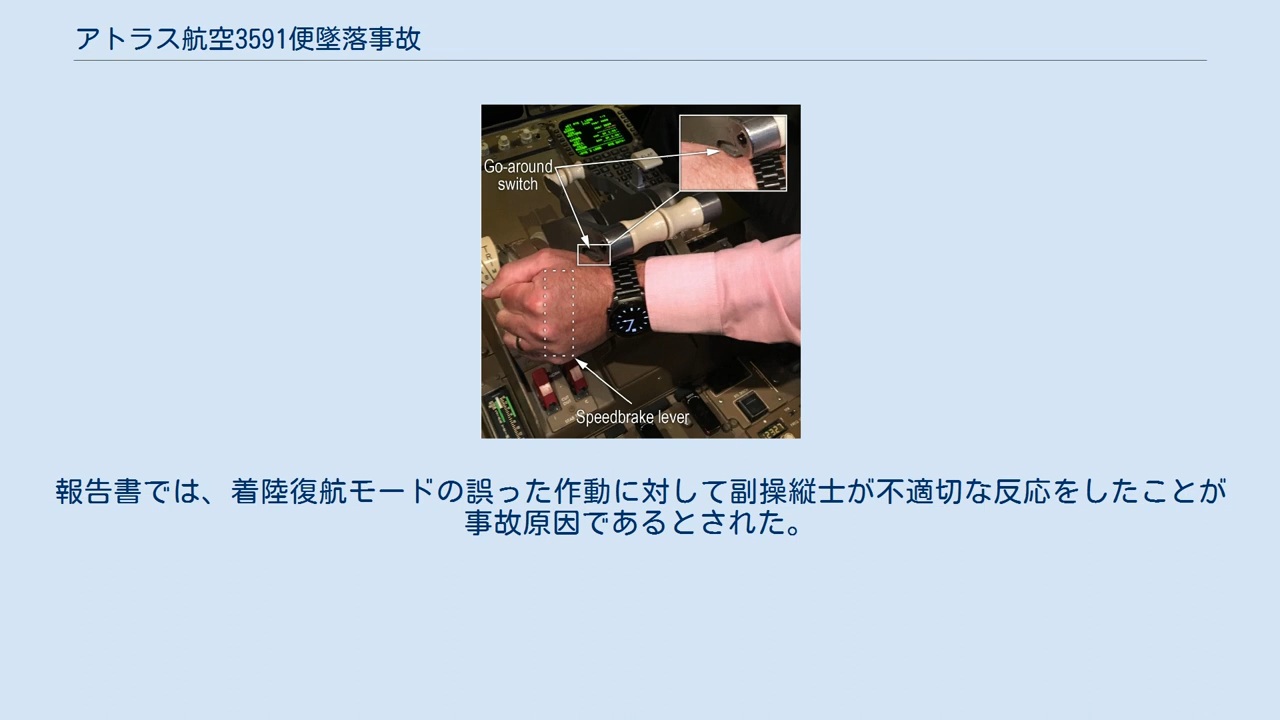 アトラス航空3591便墜落事故
Go-around
switch
Speedbrake lever
報告書では、着陸復航モードの誤った作動に対して副操縦士が不適切な反応をしたことが
事故原因であるとされた。